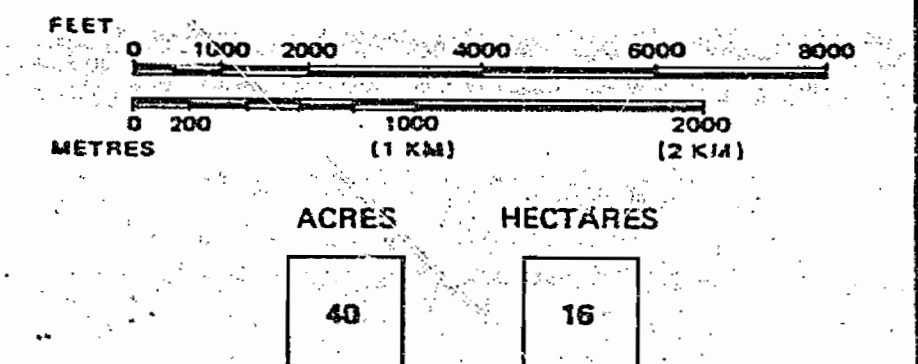 FEET
0 1000 2000 4000 6000 8000
0 200 1000 2000
METRES (1 KM) (2 KM)
ACRES HECTARES
40 16